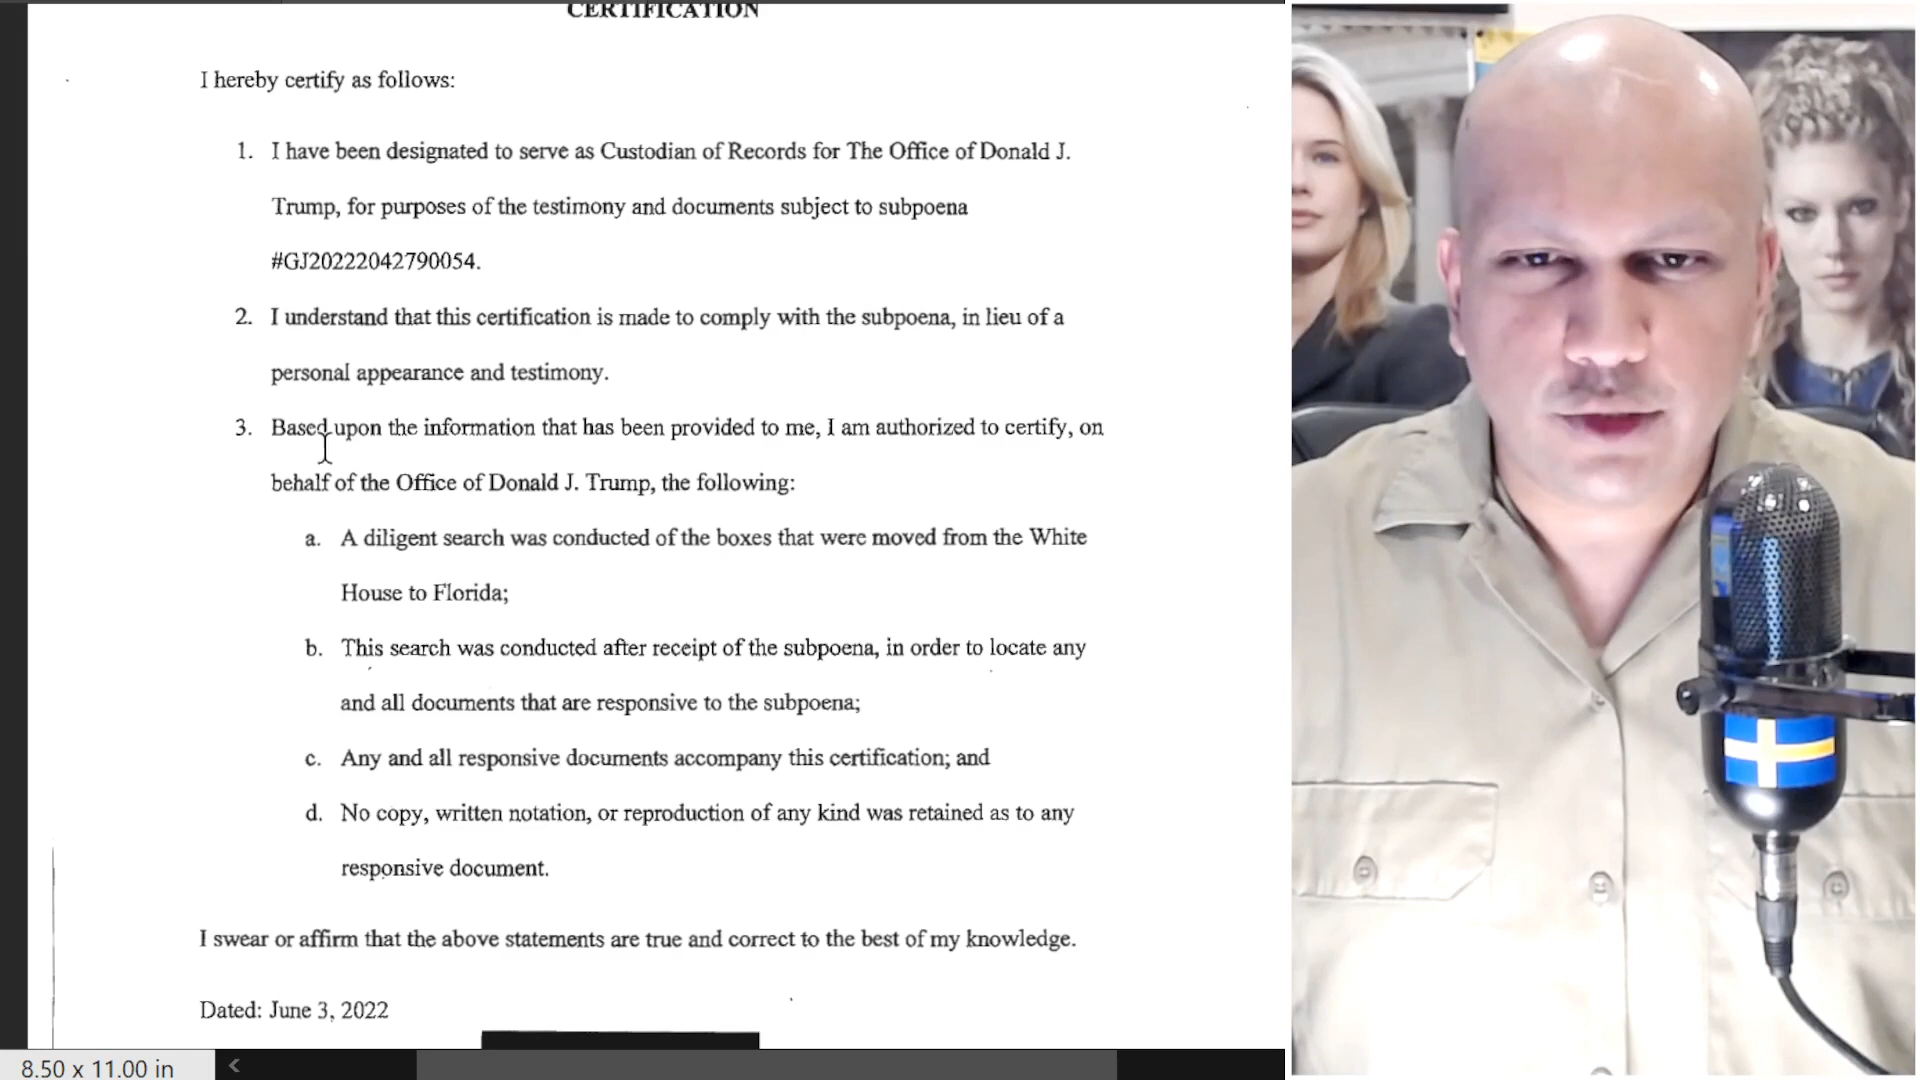 CERTIFICATION
I hereby certify as follows:
1. I have been designated to serve as Custodian of Records for The Office of Donald J.
Trump, for purposes of the testimony and documents subject to subpoena
#GJ20222042790054.
2. I understand that this certification is made to comply with the subpoena, in lieu of a
personal appearance and testimony.
3. Based upon the information that has been provided to me, I am authorized to certify, on
behalf of the Office of Donald J. Trump, the following:
a. A diligent search was conducted of the boxes that were moved from the White
House to Florida;
b. This search was conducted after receipt of the subpoena, in order to locate any
and all documents that are responsive to the subpoena;
c. Any and all responsive documents accompany this certification; and
d. No copy, written notation, or reproduction of any kind was retained as to any
responsive document.
I swear or affirm that the above statements are true and correct to the best of my knowledge.
Dated: June 3, 2022
8.50 x 11.00 in